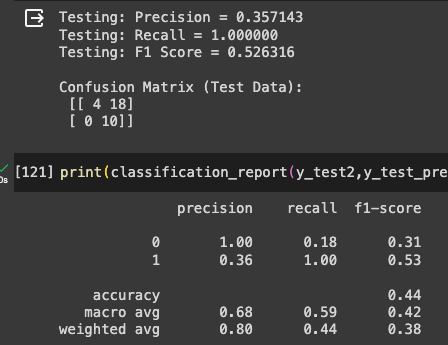 Testing: Precision = 0.357143
Testing: Recall = 1.000000
Testing: F1 Score = 0.526316
Confusion Matrix (Test Data):
[[ 4 18]
[ 0 10]]
0s [121] print(classification_report(y_test2,y_test_pre
precision recall f1-score
0 1.00 0.18 0.31
1 0.36 1.00 0.53
accuracy 0.44
macro avg 0.68 0.59 0.42
weighted avg 0.80 0.44 0.38